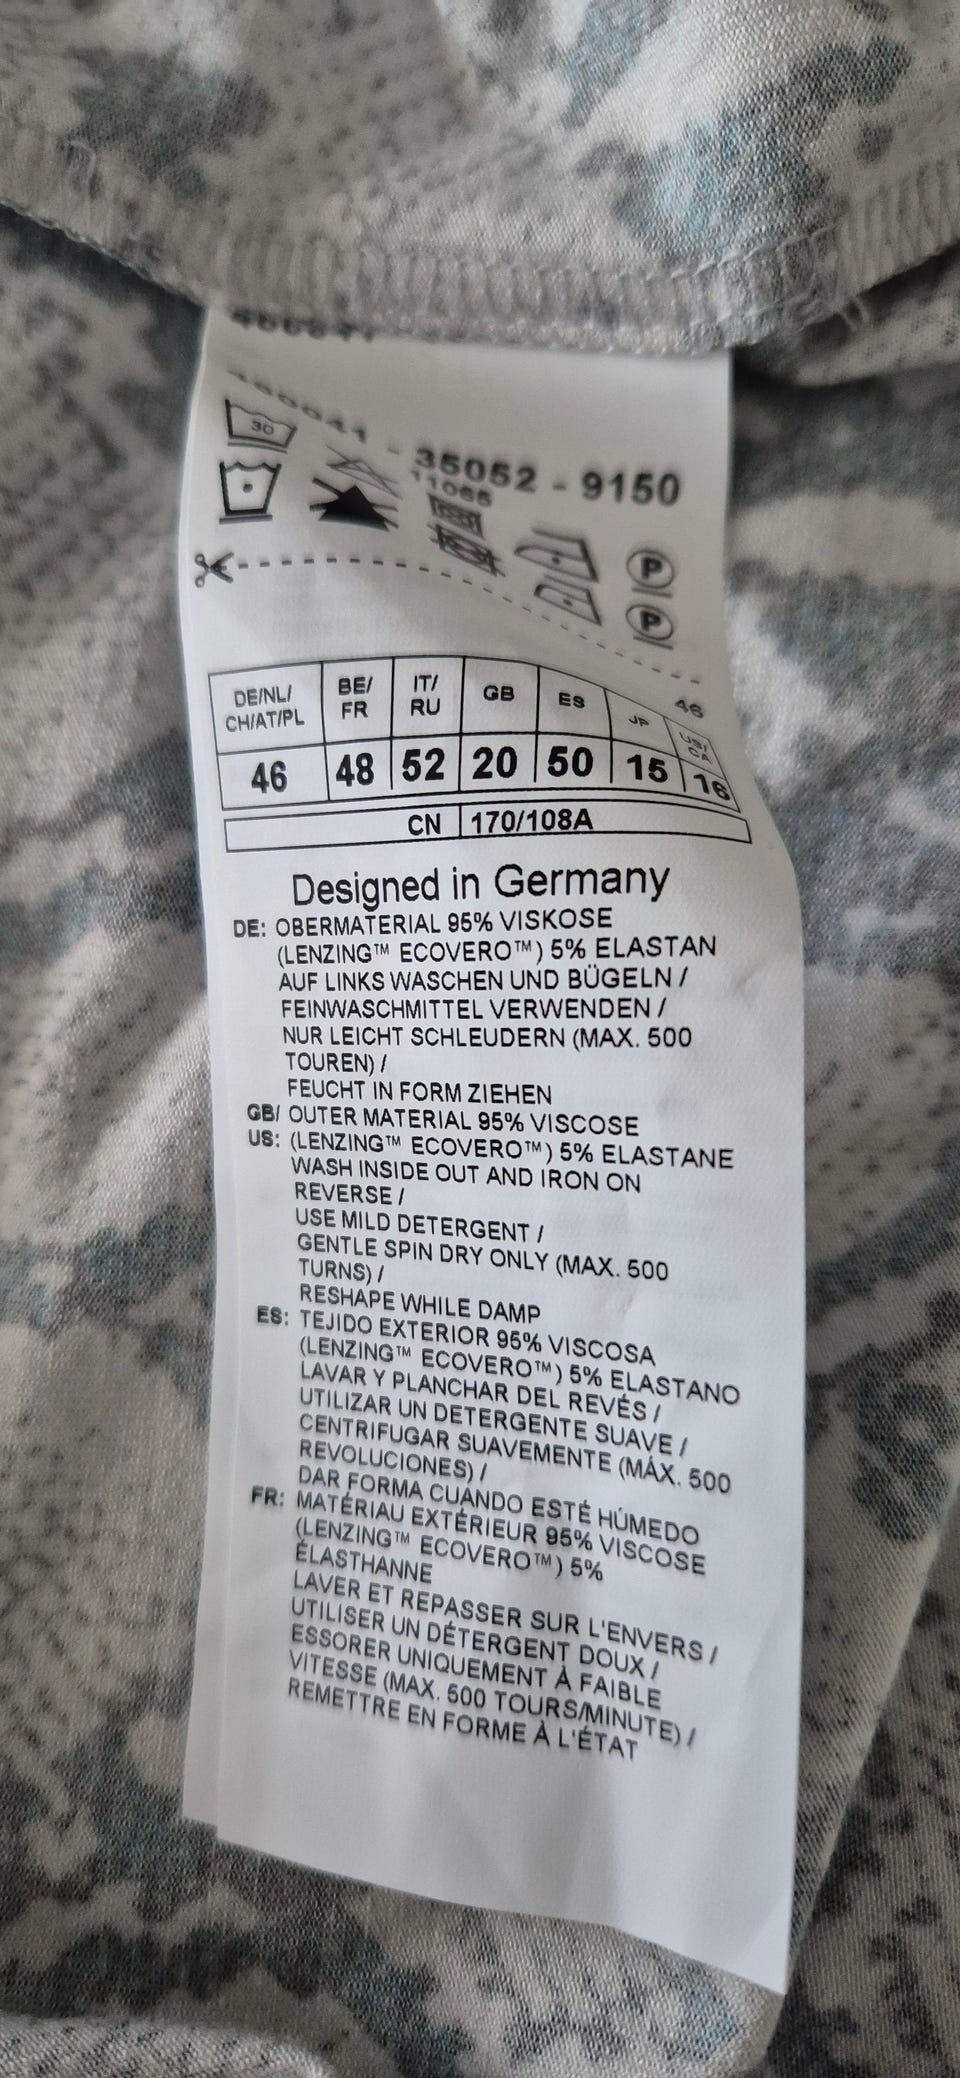 30
35052 - 9150
11066
P
P
46
DE/NL/ CH/AT/PL BE/ FR IT/ RU GB ES JP US/ CA
46 48 52 20 50 15 16
CN 170/108A
Designed in Germany
DE: OBERMATERIAL 95% VISKOSE
(LENZING™ ECOVERO™) 5% ELASTAN
AUF LINKS WASCHEN UND BÜGELN /
FEINWASCHMITTEL VERWENDEN /
NUR LEICHT SCHLEUDERN (MAX. 500
TOUREN) /
FEUCHT IN FORM ZIEHEN
GB/ OUTER MATERIAL 95% VISCOSE
US: (LENZING™ ECOVERO™) 5% ELASTANE
WASH INSIDE OUT AND IRON ON
REVERSE /
USE MILD DETERGENT /
GENTLE SPIN DRY ONLY (MAX. 500
TURNS) /
RESHAPE WHILE DAMP
ES: TEJIDO EXTERIOR 95% VISCOSA
(LENZING™ ECOVERO™) 5% ELASTANO
LAVAR Y PLANCHAR DEL REVÉS /
UTILIZAR UN DETERGENTE SUAVE /
CENTRIFUGAR SUAVEMENTE (MÁX. 500
REVOLUCIONES) /
DAR FORMA CUANDO ESTÉ HÚMEDO
FR: MATÉRIAU EXTÉRIEUR 95% VISCOSE
(LENZING™ ECOVERO™) 5%
ÉLASTHANNE
LAVER ET REPASSER SUR L'ENVERS /
UTILISER UN DÉTERGENT DOUX /
ESSORER UNIQUEMENT À FAIBLE
VITESSE (MAX. 500 TOURS/MINUTE) /
REMETTRE EN FORME À L'ÉTAT